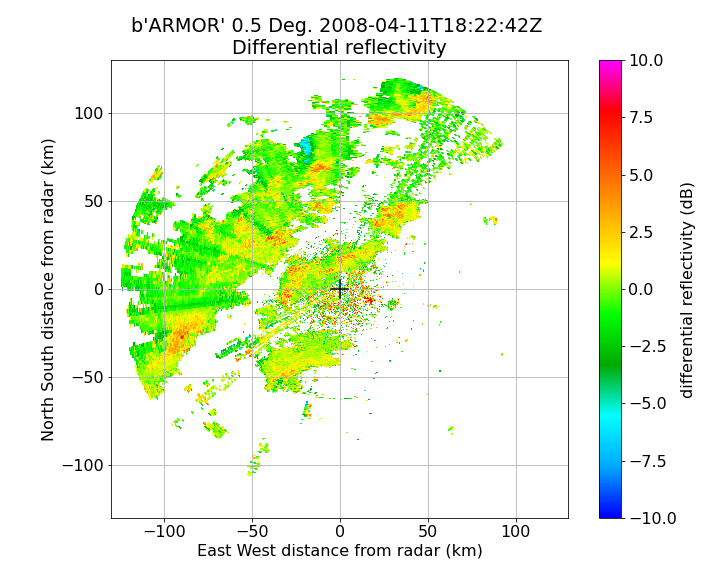 b'ARMOR' 0.5 Deg. 2008-04-11T18:22:42Z
Differential reflectivity
North South distance from radar (km)
100
50
0
−50
−100
−100 −50 0 50 100
East West distance from radar (km)
10.0
7.5
5.0
2.5
0.0
−2.5
−5.0
−7.5
−10.0
differential reflectivity (dB)